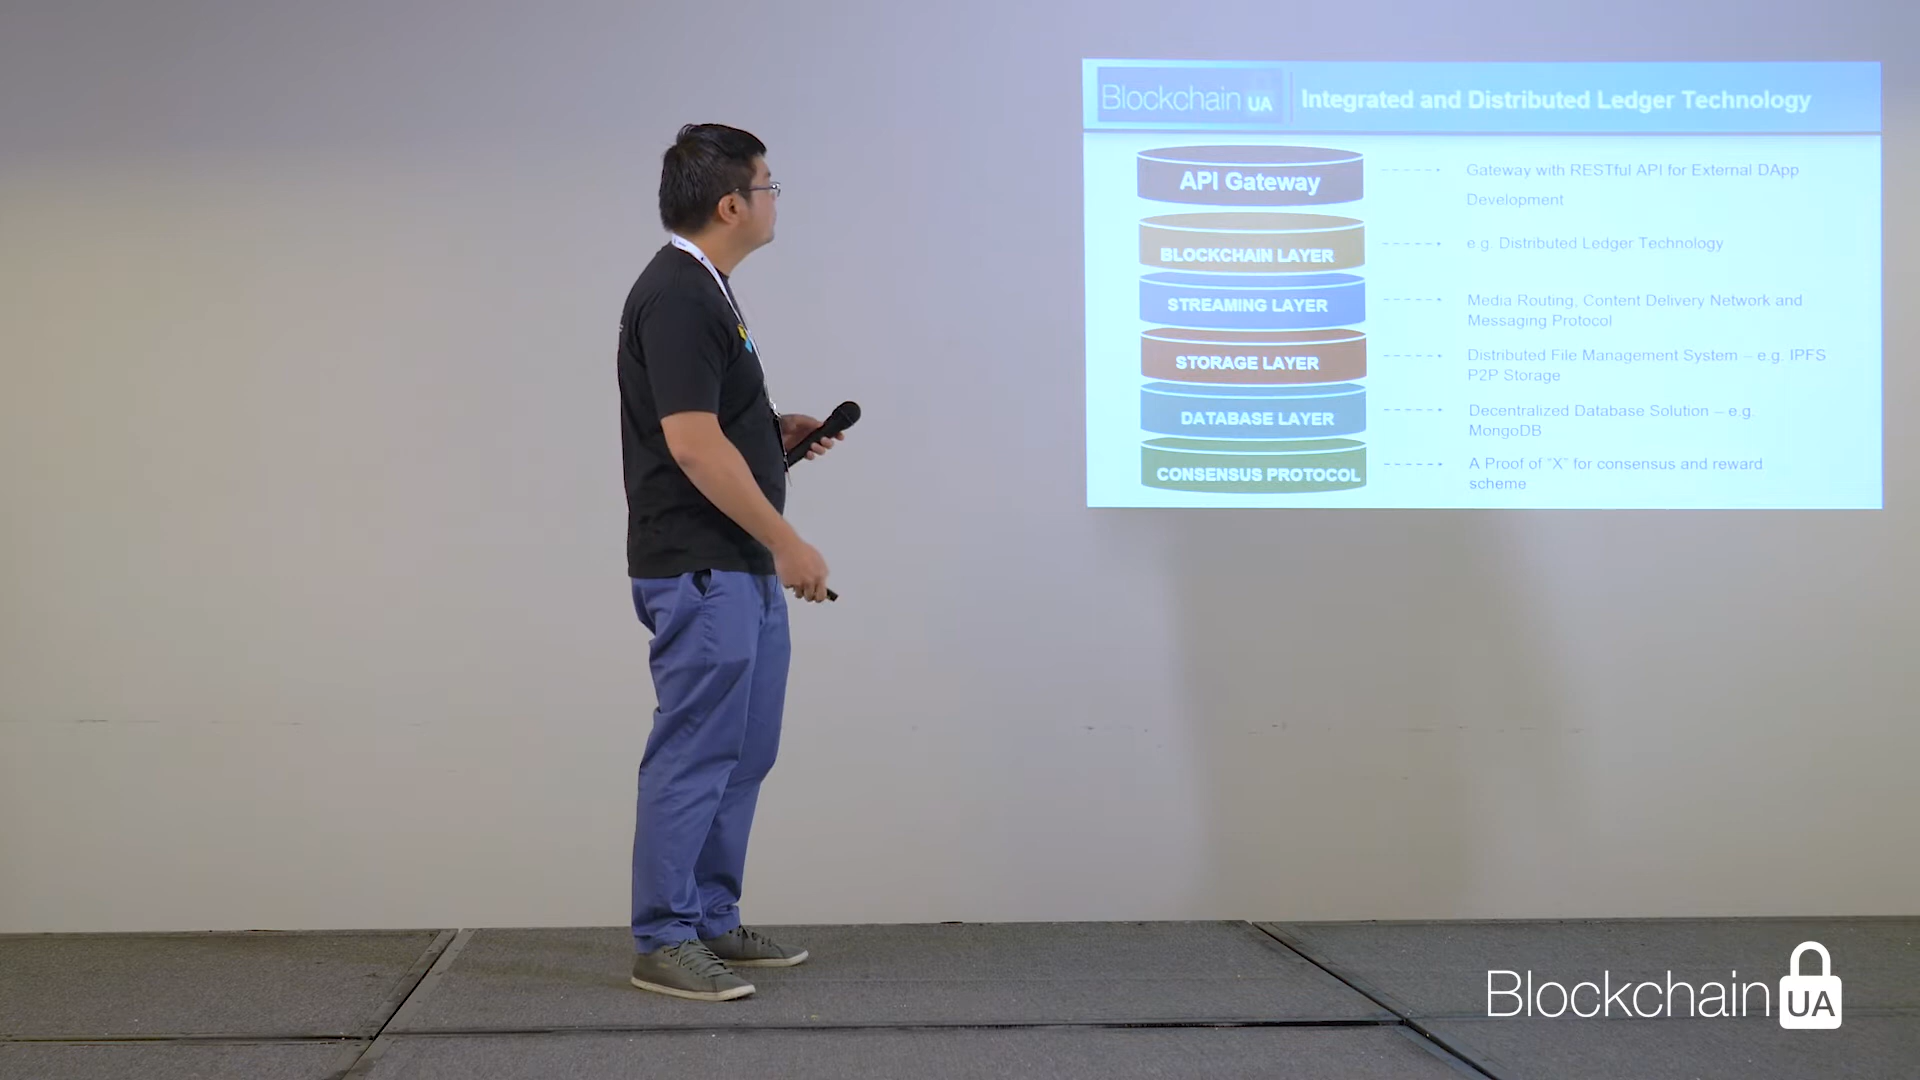 Blockchain UA
Integrated and Distributed Ledger Technology
API Gateway
Gateway with RESTful API for External DApp
Development
BLOCKCHAIN LAYER
e.g. Distributed Ledger Technology
STREAMING LAYER
Media Routing, Content Delivery Network and
Messaging Protocol
STORAGE LAYER
Distributed File Management System – e.g. IPFS
P2P Storage
DATABASE LAYER
Decentralized Database Solution – e.g.
MongoDB
CONSENSUS PROTOCOL
A Proof of “X” for consensus and reward
scheme
Blockchain UA